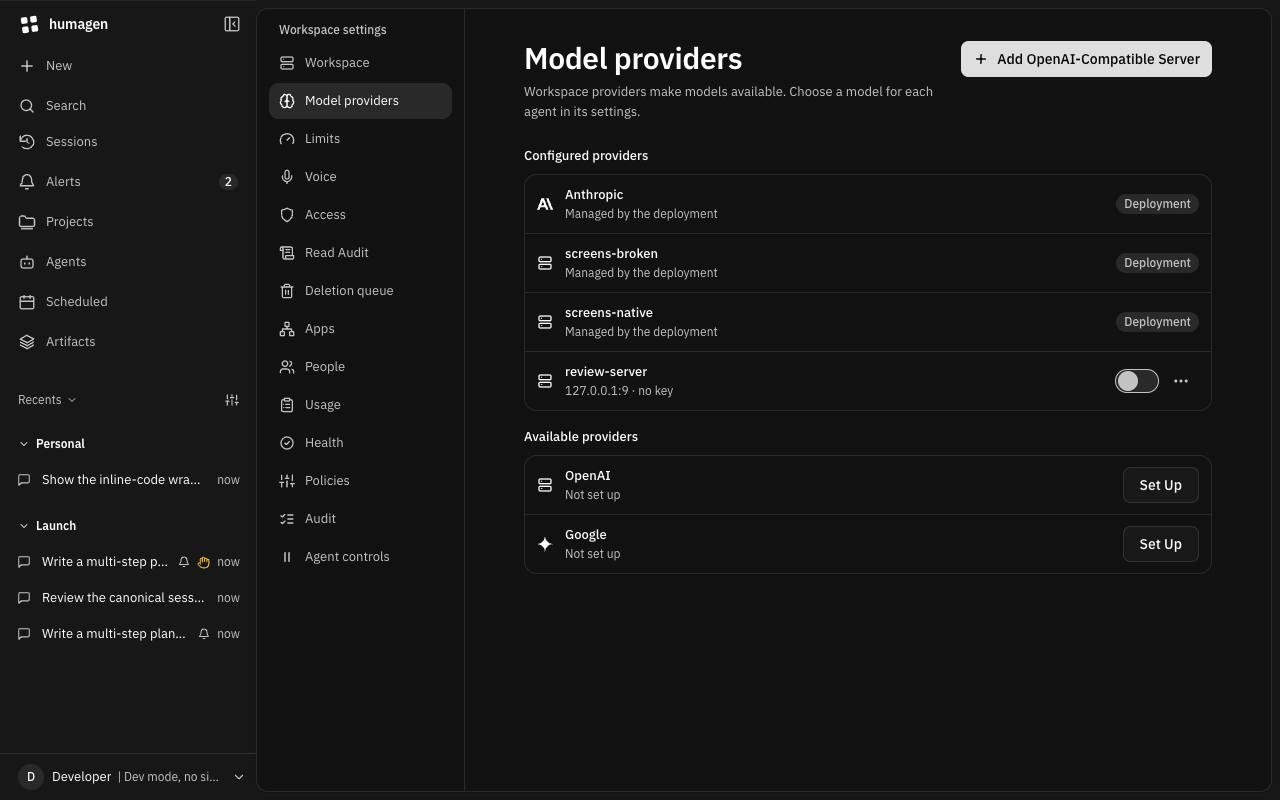 humagen
New
Search
Sessions
Alerts 2
Projects
Agents
Scheduled
Artifacts
Recents
Personal
Show the inline-code wra... now
Launch
Write a multi-step p... now
Review the canonical sess... now
Write a multi-step plan... now
D Developer | Dev mode, no si...
Workspace settings
Workspace
Model providers
Limits
Voice
Access
Read Audit
Deletion queue
Apps
People
Usage
Health
Policies
Audit
Agent controls
Model providers
Add OpenAI-Compatible Server
Workspace providers make models available. Choose a model for each
agent in its settings.
Configured providers
Anthropic
Managed by the deployment
Deployment
screens-broken
Managed by the deployment
Deployment
screens-native
Managed by the deployment
Deployment
review-server
127.0.0.1:9 · no key
Available providers
OpenAI
Not set up
Set Up
Google
Not set up
Set Up